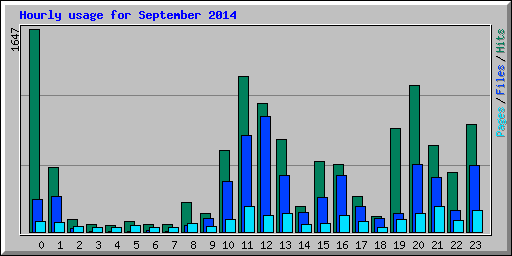 Hourly usage for September 2014
1647
Pages/Files/Hits
0 1 2 3 4 5 6 7 8 9 10 11 12 13 14 15 16 17 18 19 20 21 22 23